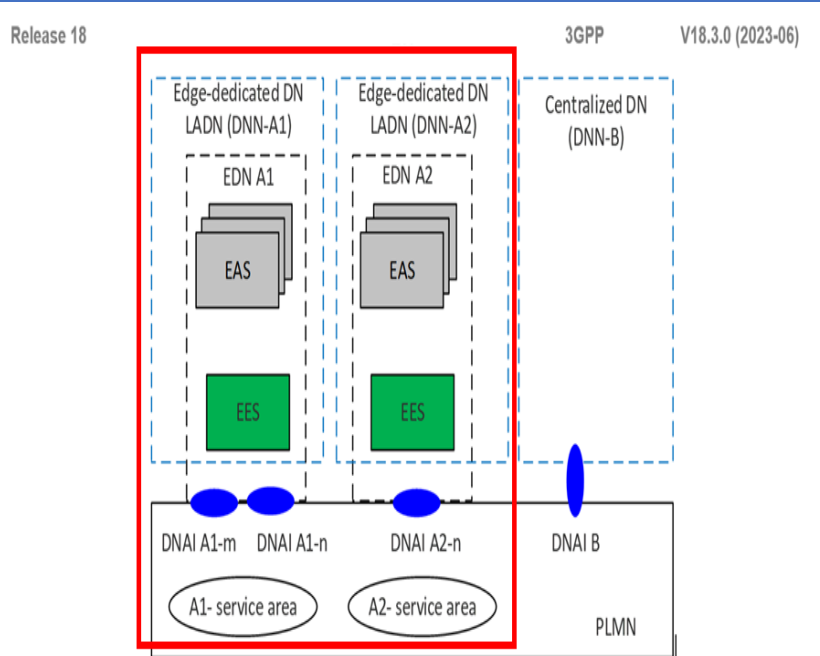 Release 18
3GPP
V18.3.0 (2023-06)
Edge-dedicated DN
LADN (DNN-A1)
Edge-dedicated DN
LADN (DNN-A2)
Centralized DN
(DNN-B)
EDN A1
EDN A2
EAS
EAS
EES
EES
DNAI A1-m
DNAI A1-n
DNAI A2-n
DNAI B
A1- service area
A2- service area
PLMN